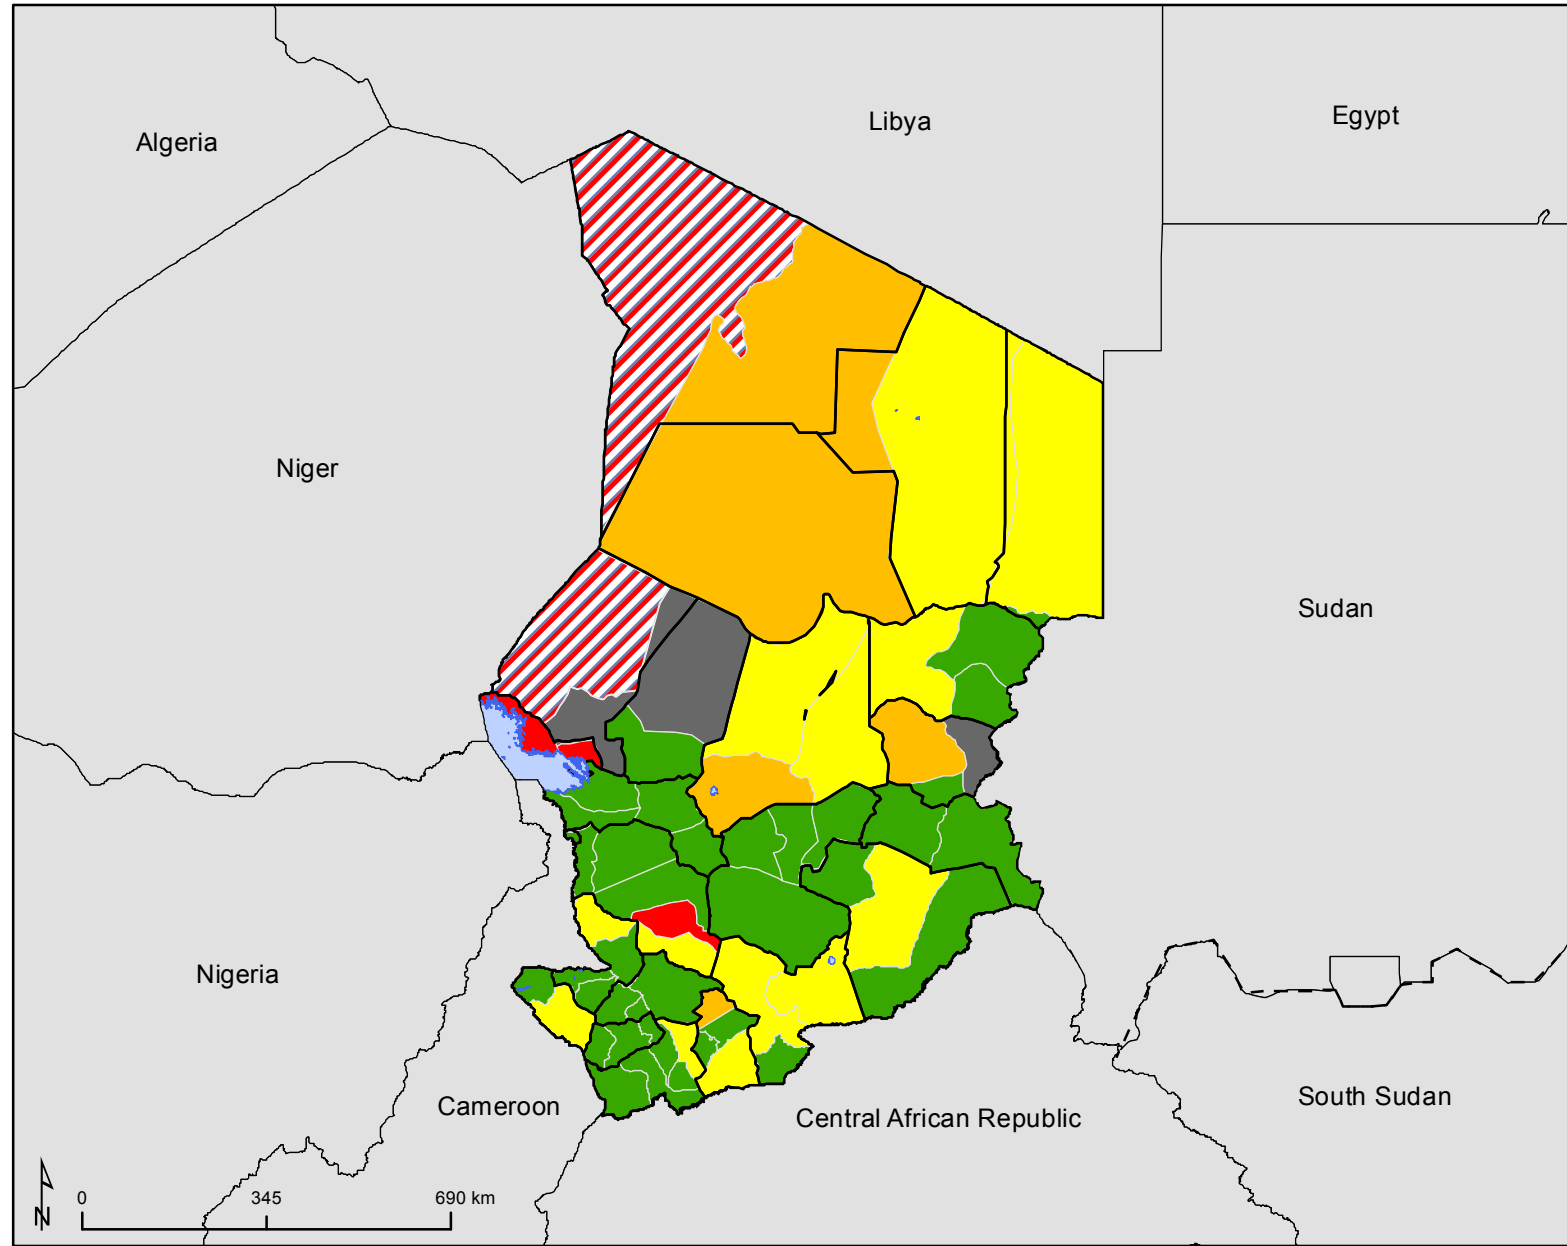 Libya
Egypt
Algeria
Niger
Sudan
Nigeria
South Sudan
Cameroon
Central African Republic
0 345 690 km
N